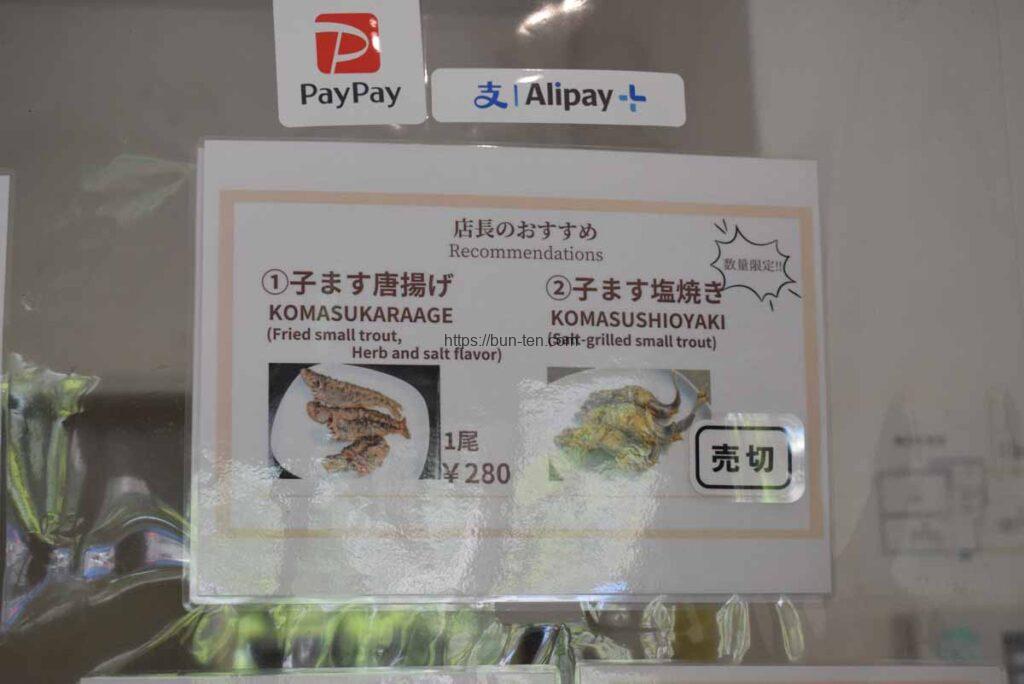 PayPay
支 Alipay+
店長のおすすめ
Recommendations
数量限定!!
①子ます唐揚げ
KOMASUKARAAGE
(Fried small trout,
Herb and salt flavor)
1尾
¥280
②子ます塩焼き
KOMASUSHIOYAKI
(Salt-grilled small trout)
売切
https://bun-ten.com